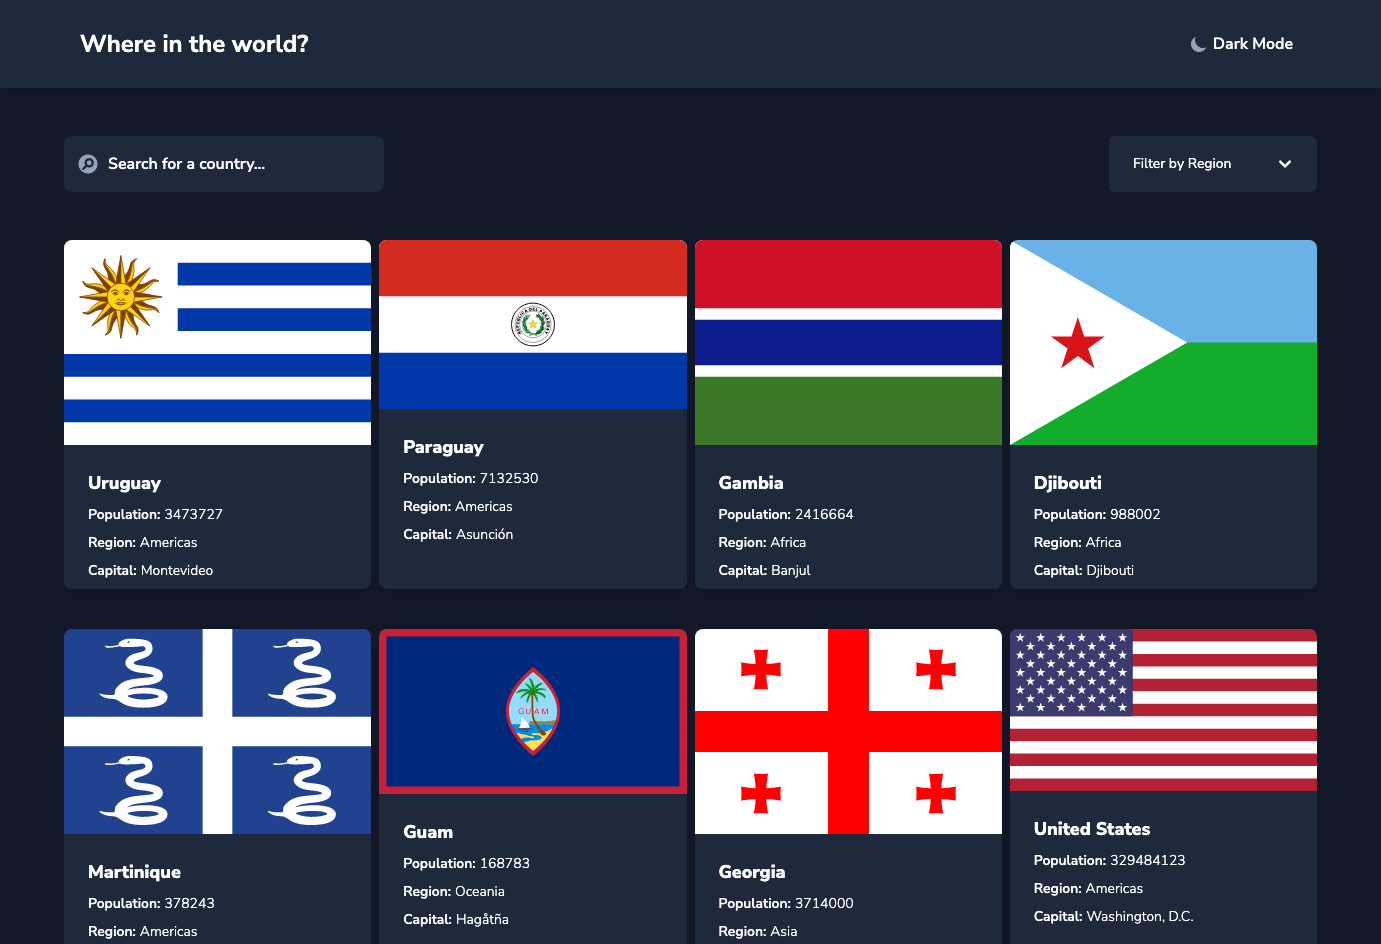 Where in the world?
Dark Mode
Search for a country...
Filter by Region
REPUBLICA DEL PARAGUAY
Uruguay
Population: 3473727
Region: Americas
Capital: Montevideo
Paraguay
Population: 7132530
Region: Americas
Capital: Asunción
Gambia
Population: 2416664
Region: Africa
Capital: Banjul
Djibouti
Population: 988002
Region: Africa
Capital: Djibouti
GUAM
Martinique
Population: 378243
Region: Americas
Guam
Population: 168783
Region: Oceania
Capital: Hagåtña
Georgia
Population: 3714000
Region: Asia
United States
Population: 329484123
Region: Americas
Capital: Washington, D.C.